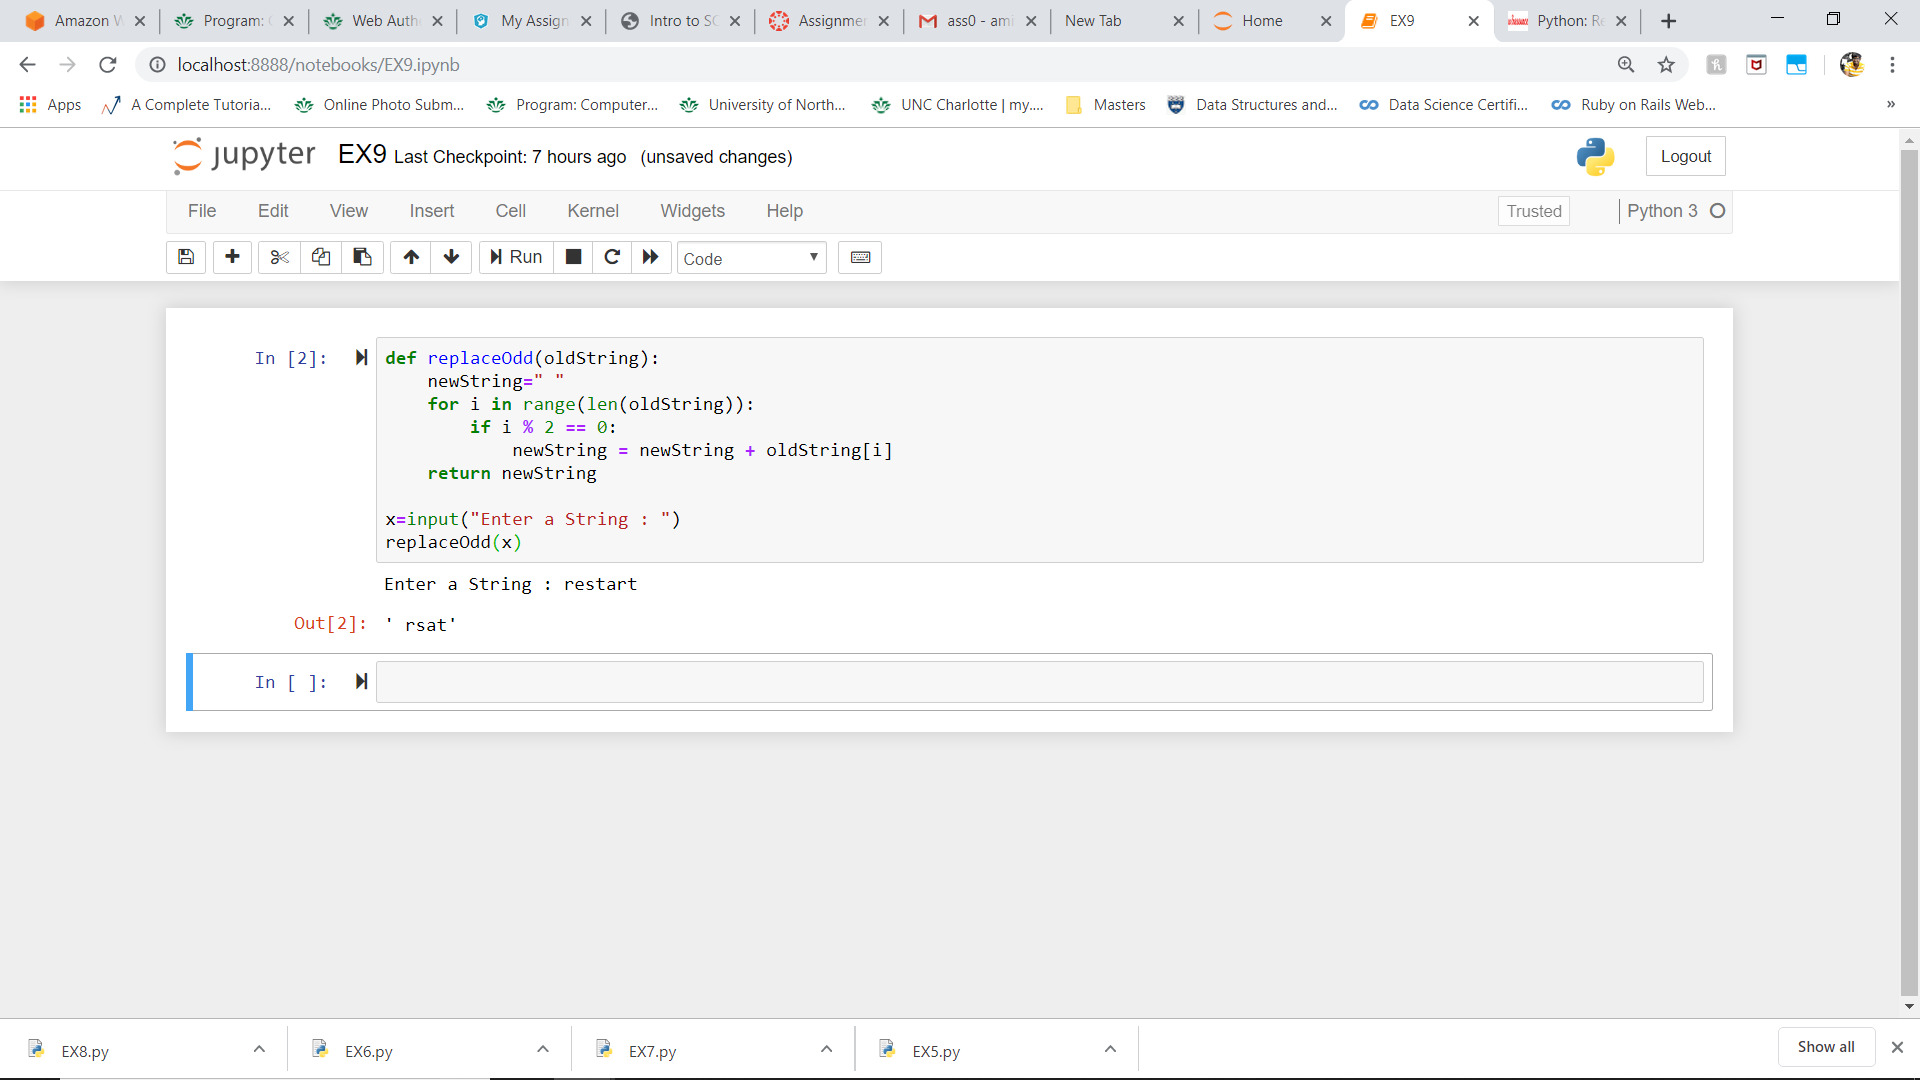 Amazon W
Program: C
Web Auth
My Assign
Intro to SC
Assignmen
ass0 - ami
New Tab
Home
EX9
Python: Re
localhost:8888/notebooks/EX9.ipynb
Apps
A Complete Tutoria...
Online Photo Subm...
Program: Computer...
University of North...
UNC Charlotte | my....
Masters
Data Structures and...
Data Science Certifi...
Ruby on Rails Web...
»
jupyter EX9 Last Checkpoint: 7 hours ago (unsaved changes)
Logout
File Edit View Insert Cell Kernel Widgets Help
Trusted
Python 3
Run
Code
In [2]:
def replaceOdd(oldString):
    newString=" "
    for i in range(len(oldString)):
        if i % 2 == 0:
            newString = newString + oldString[i]
    return newString
x=input("Enter a String : ")
replaceOdd(x)
Enter a String : restart
Out[2]: ' rsat'
In [ ]:
EX8.py
EX6.py
EX7.py
EX5.py
Show all